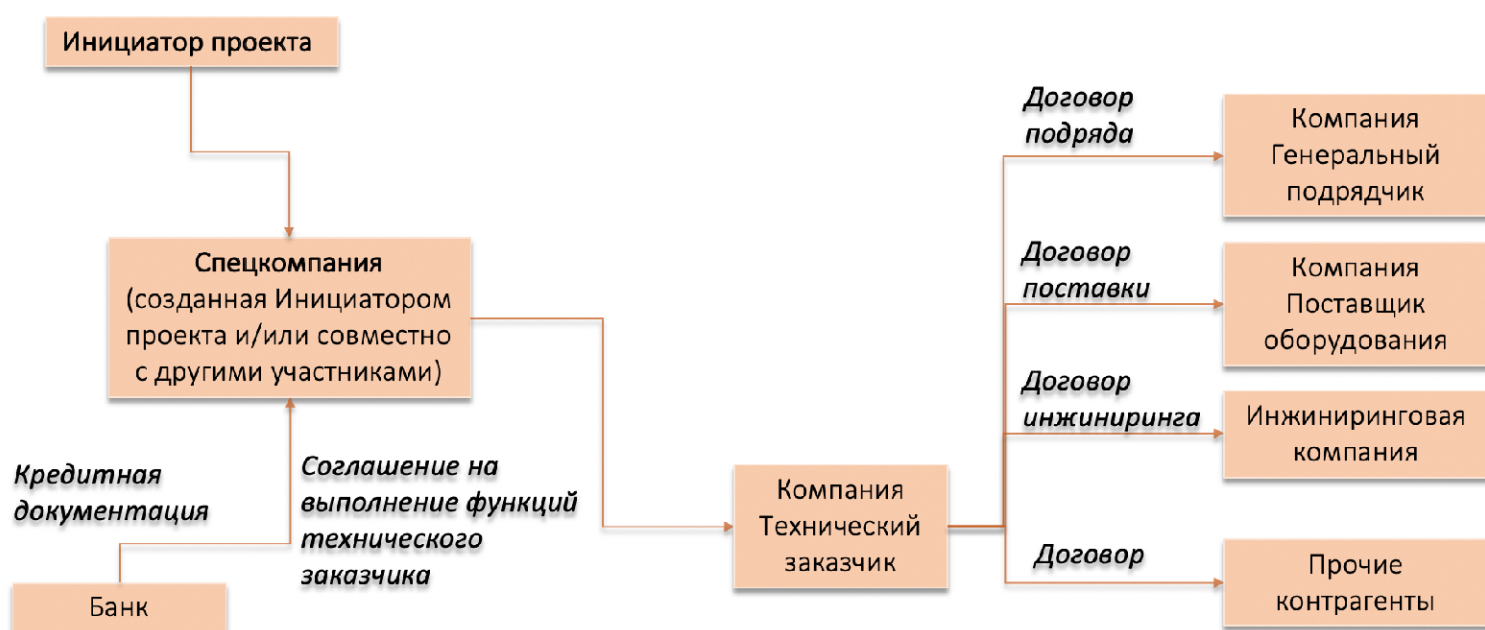 Инициатор проекта
Спецкомпания
(созданная Инициатором
проекта и/или совместно
с другими участниками)
Кредитная
документация
Соглашение на
выполнение функций
технического
заказчика
Банк
Компания
Технический
заказчик
Договор
подряда
Компания
Генеральный
подрядчик
Договор
поставки
Компания
Поставщик
оборудования
Договор
инжиниринга
Инжиниринговая
компания
Договор
Прочие
контрагенты